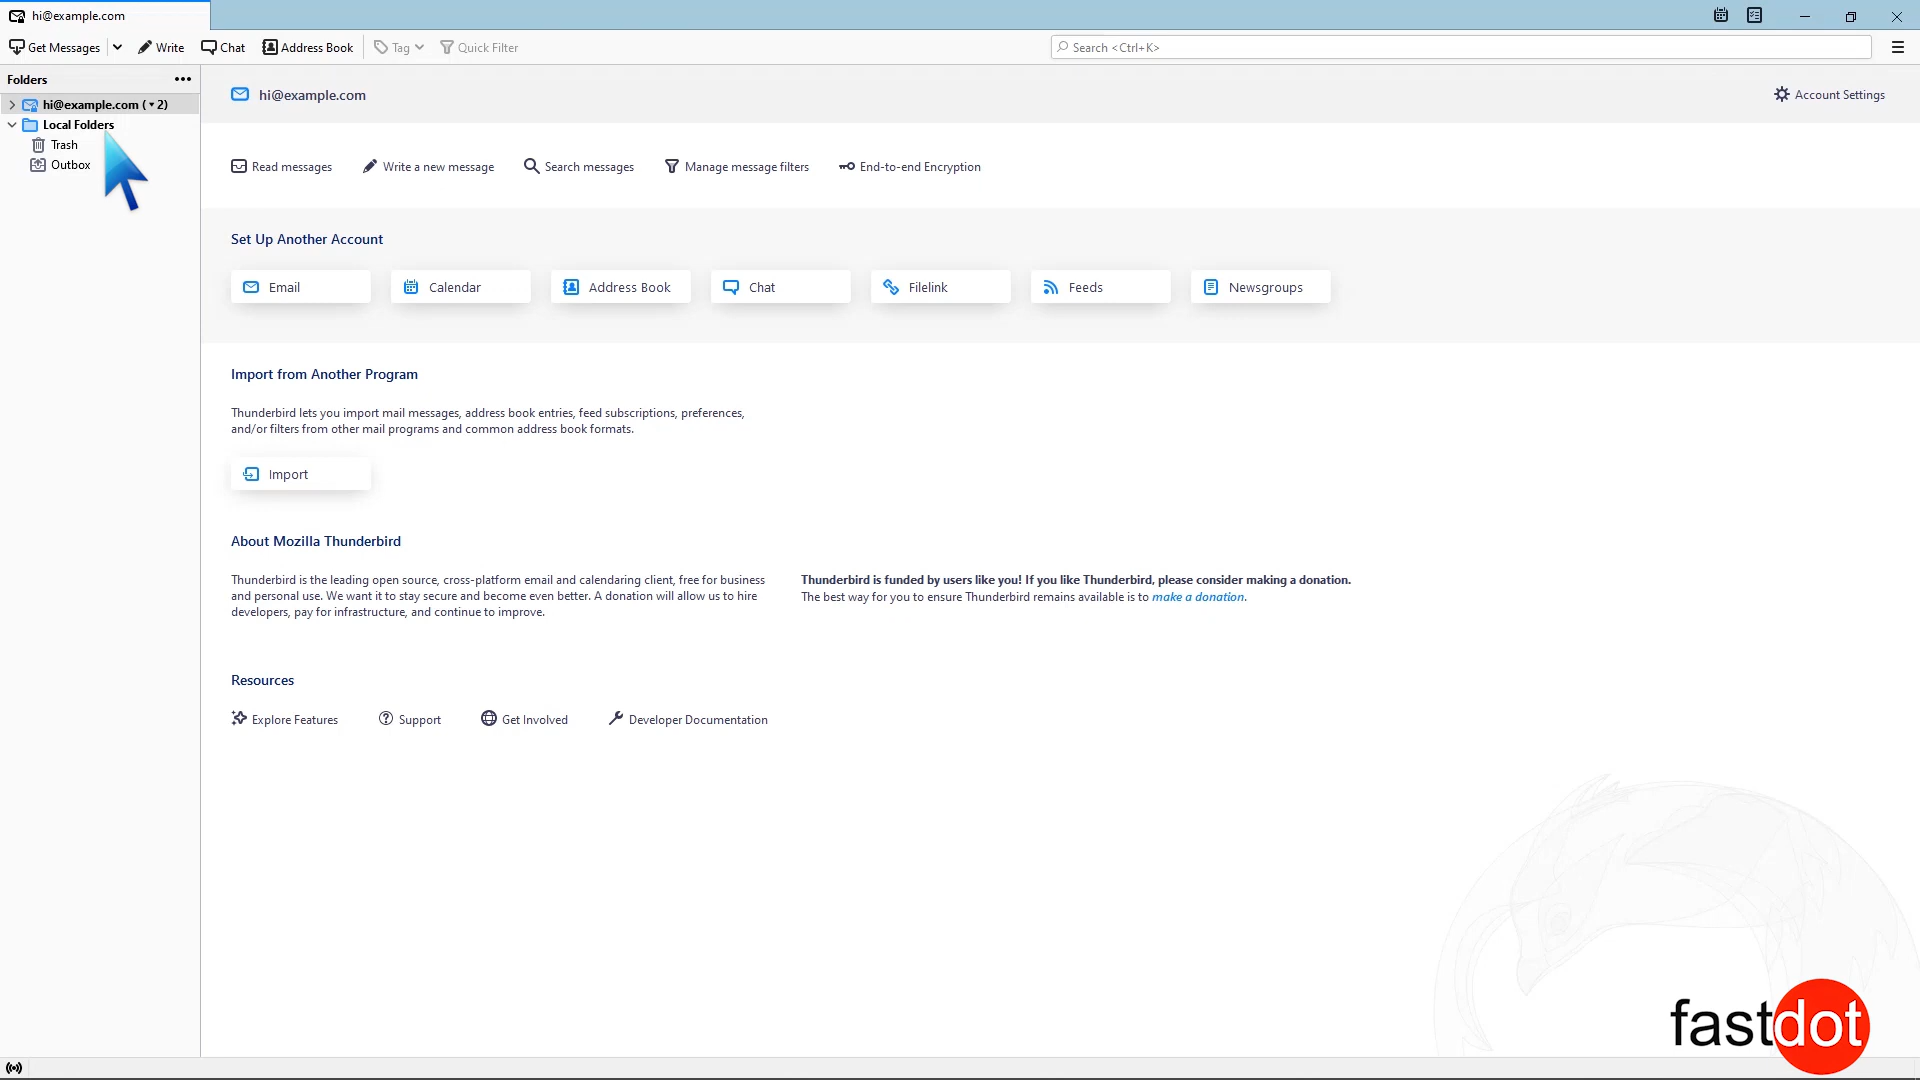 hi@example.com
Get Messages Write Chat Address Book Tag Quick Filter Search <Ctrl+K>
Folders •••
hi@example.com (▾ 2)
Local Folders
Trash
Outbox
hi@example.com Account Settings
Read messages Write a new message Search messages Manage message filters End-to-end Encryption
Set Up Another Account
Email Calendar Address Book Chat Filelink Feeds Newsgroups
Import from Another Program
Thunderbird lets you import mail messages, address book entries, feed subscriptions, preferences,
and/or filters from other mail programs and common address book formats.
Import
About Mozilla Thunderbird
Thunderbird is the leading open source, cross-platform email and calendaring client, free for business
and personal use. We want it to stay secure and become even better. A donation will allow us to hire
developers, pay for infrastructure, and continue to improve.
Thunderbird is funded by users like you! If you like Thunderbird, please consider making a donation.
The best way for you to ensure Thunderbird remains available is to make a donation.
Resources
Explore Features Support Get Involved Developer Documentation
fastdot